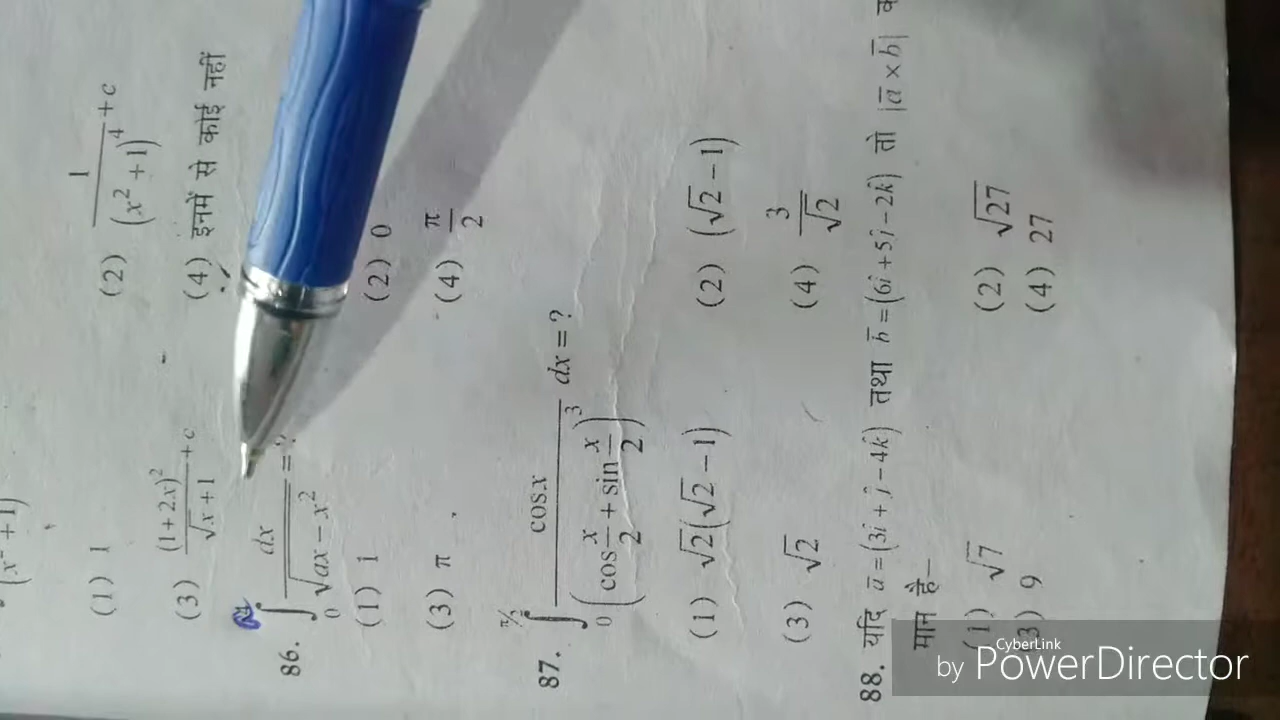 (x² + 1)
(1) 1 (2) 1/(x² + 1)⁴ + c
(3) (1 + 2x)²/√x + 1 + c (4) इनमें से कोई नहीं
86. ∫₀ dx/√ax − x² = ?
(1) 1 (2) 0
(3) π (4) π/2
87. ∫₀ cos x/(cos x/2 + sin x/2)³ dx = ?
(1) √2(√2 − 1) (2) (√2 − 1)
(3) √2 (4) 3/√2
88. यदि a̅ = (3î + ĵ − 4k̂) तथा b̅ = (6î + 5ĵ − 2k̂) तो |a̅ × b̅|
मान है–
(1) √7 (2) √27
(3) 9 (4) 27
CyberLink
by PowerDirector